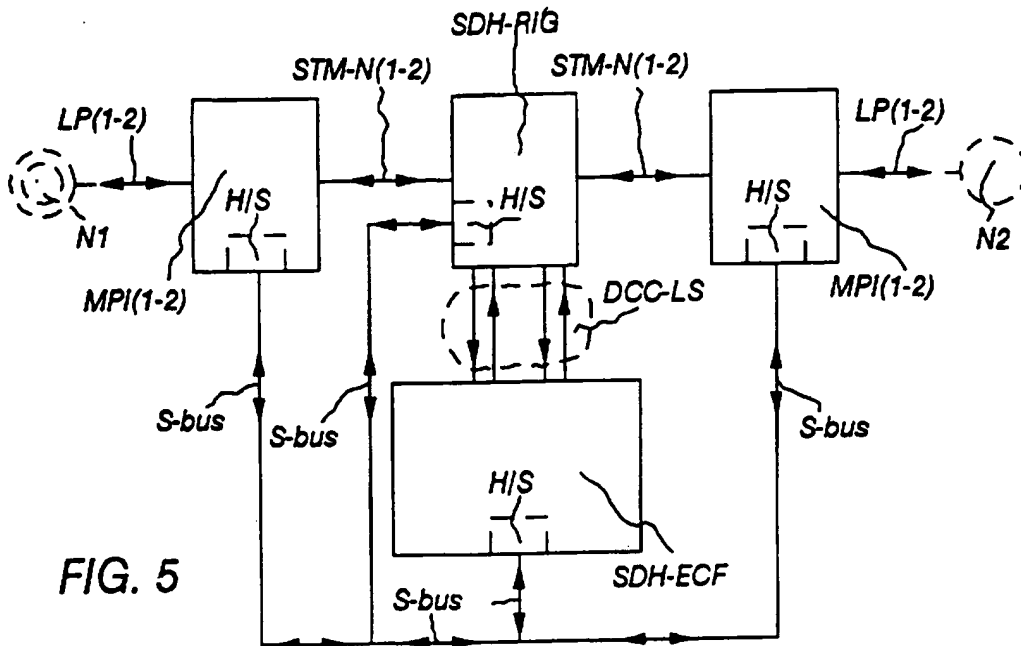 SDH-RIG
STM-N(1-2)
STM-N(1-2)
LP(1-2)
LP(1-2)
H/S
H/S
H/S
N1
N2
MPI(1-2)
MPI(1-2)
DCC-LS
S-bus
S-bus
S-bus
H/S
SDH-ECF
FIG. 5
S-bus